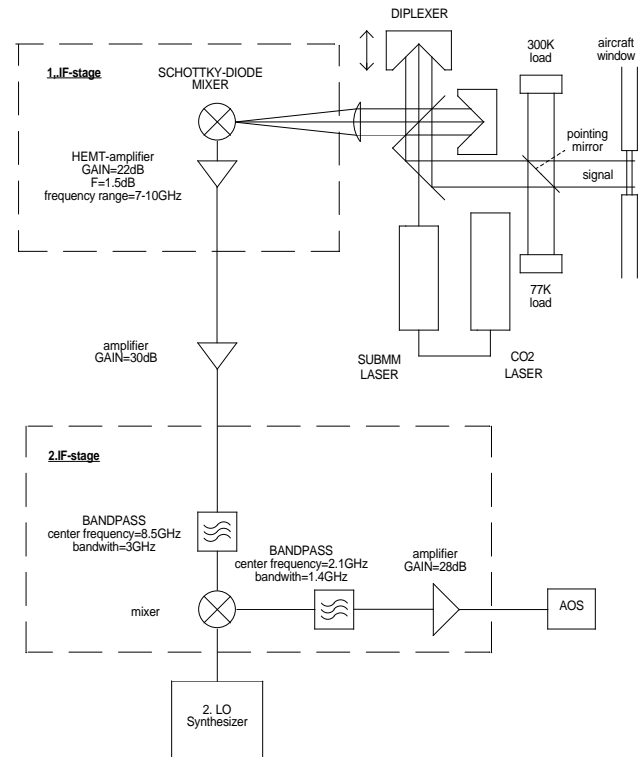 DIPLEXER
300K
load
aircraft
window
1,.IF-stage
SCHOTTKY-DIODE
MIXER
pointing
mirror
HEMT-amplifier
GAIN=22dB
F=1.5dB
frequency range=7-10GHz
signal
77K
load
amplifier
GAIN=30dB
SUBMM
LASER
CO2
LASER
2.IF-stage
BANDPASS
center frequency=8.5GHz
bandwith=3GHz
BANDPASS
center frequency=2.1GHz
bandwith=1.4GHz
amplifier
GAIN=28dB
mixer
AOS
2. LO
Synthesizer